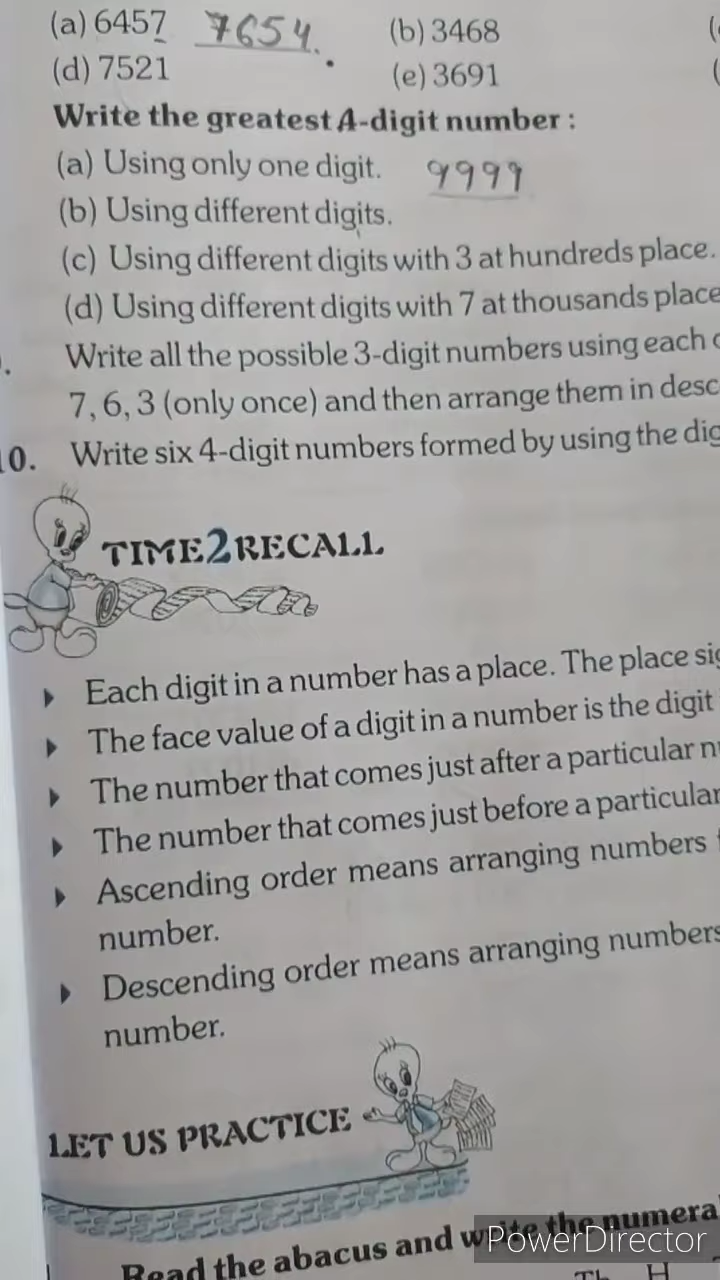 (a) 6457 7654 (b) 3468
(d) 7521 (e) 3691
Write the greatest 4-digit number :
(a) Using only one digit. 9999
(b) Using different digits.
(c) Using different digits with 3 at hundreds place.
(d) Using different digits with 7 at thousands place
Write all the possible 3-digit numbers using each
7, 6, 3 (only once) and then arrange them in desc
10. Write six 4-digit numbers formed by using the dig
TIME2RECALL
Each digit in a number has a place. The place sig
The face value of a digit in a number is the digit
The number that comes just after a particular n
The number that comes just before a particular
Ascending order means arranging numbers
number.
Descending order means arranging numbers
number.
LET US PRACTICE
Read the abacus and write the numera
PowerDirector
Th H